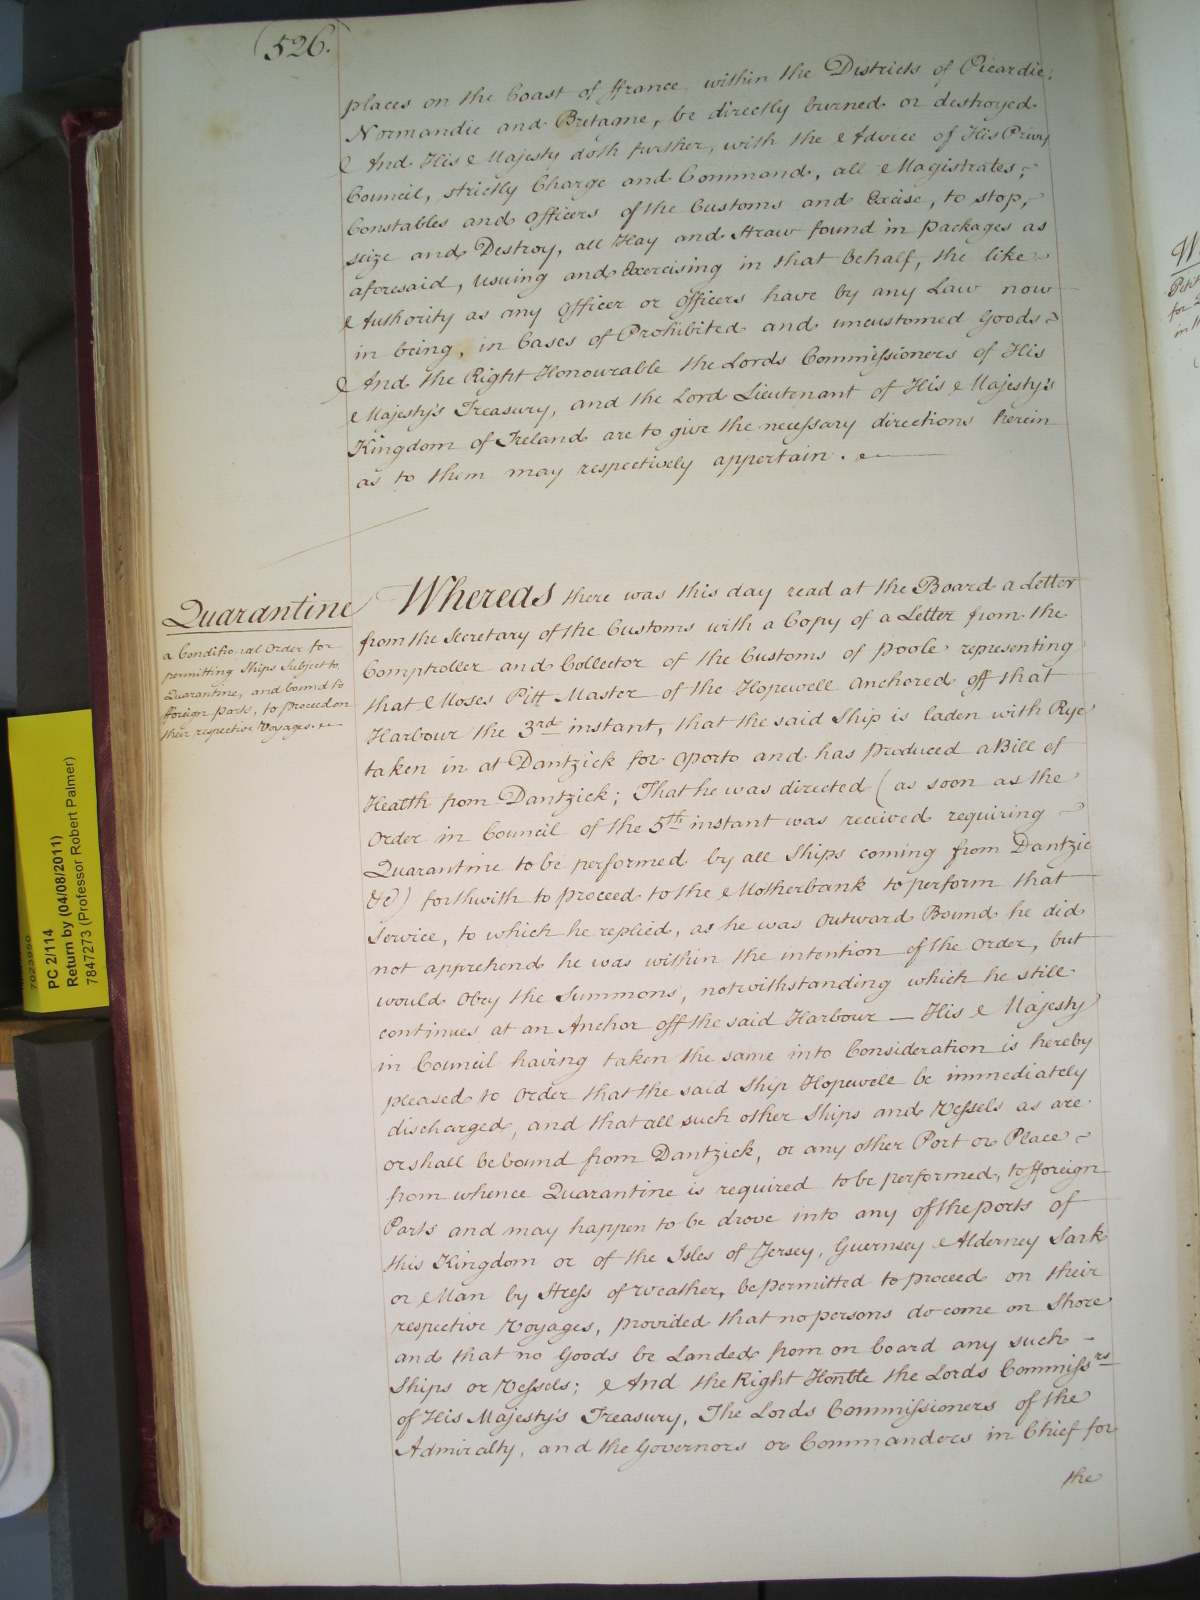 (526.
places on the Coast of ffrance within the Districts of Picardie,
Normandie and Bretagne, be directly burned or destroyed
And His Majesty doth further, with the Advice of His Privy
Council, strictly Charge and Command, all Magistrates,
Constables and Officers of the Customs and Excise, to stop,
seize and Destroy, all Hay and Straw found in packages as
aforesaid, useing and Exercising in that behalf, the like
Authority as any Officer or Officers have by any Law now
in being, in Cases of Prohibited and uncustomed Goods
And the Right Honourable the Lords Commissioners of His
Majesty's Treasury, and the Lord Lieutenant of His Majesty's
Kingdom of Ireland are to give the necessary directions herein
as to them may respectively appertain.
Quarantine
a Conditional Order for
permitting Ships Subject to
Quarantine, and bound to
fforeign parts, to proceed on
their respective Voyages.
Whereas there was this day read at the Board a Letter
from the Secretary of the Customs with a Copy of a Letter from the
Comptroller and Collector of the Customs of Poole representing
that Moses Pitt Master of the Hopewell anchored off that
Harbour the 3rd instant, that the said Ship is laden with Rye
taken in at Dantzick for Oporto and has produced a Bill of
Health from Dantzick; That he was directed (as soon as the
Order in Council of the 5th instant was received requiring
Quarantine to be performed by all Ships coming from Dantzic
&c) forthwith to proceed to the Motherbank to perform that
Service, to which he replied, as he was Outward Bound he did
not apprehend he was within the intention of the Order, but
would Obey the Summons, notwithstanding which he still
continues at an Anchor off the said Harbour — His Majesty
in Council having taken the same into Consideration is hereby
pleased to Order that the said Ship Hopewell be immediately
discharged, and that all such other Ships and Vessels as are
or shall be bound from Dantzick, or any other Port or Place
from whence Quarantine is required to be performed, to fforeign
Parts and may happen to be drove into any of the ports of
this Kingdom or of the Isles of Jersey, Guernsey Alderney Sark
or Man by Stress of Weather, be permitted to proceed on their
respective Voyages, provided that no persons do come on Shore
and that no Goods be Landed from on board any such
Ships or Vessels; And the Right Honble the Lords Commissrs
of His Majesty's Treasury, The Lords Commissioners of the
Admiralty, and the Governors or Commanders in Chief for
the
PC 2/114
Return by (04/08/2011)
7847273 (Professor Robert Palmer)